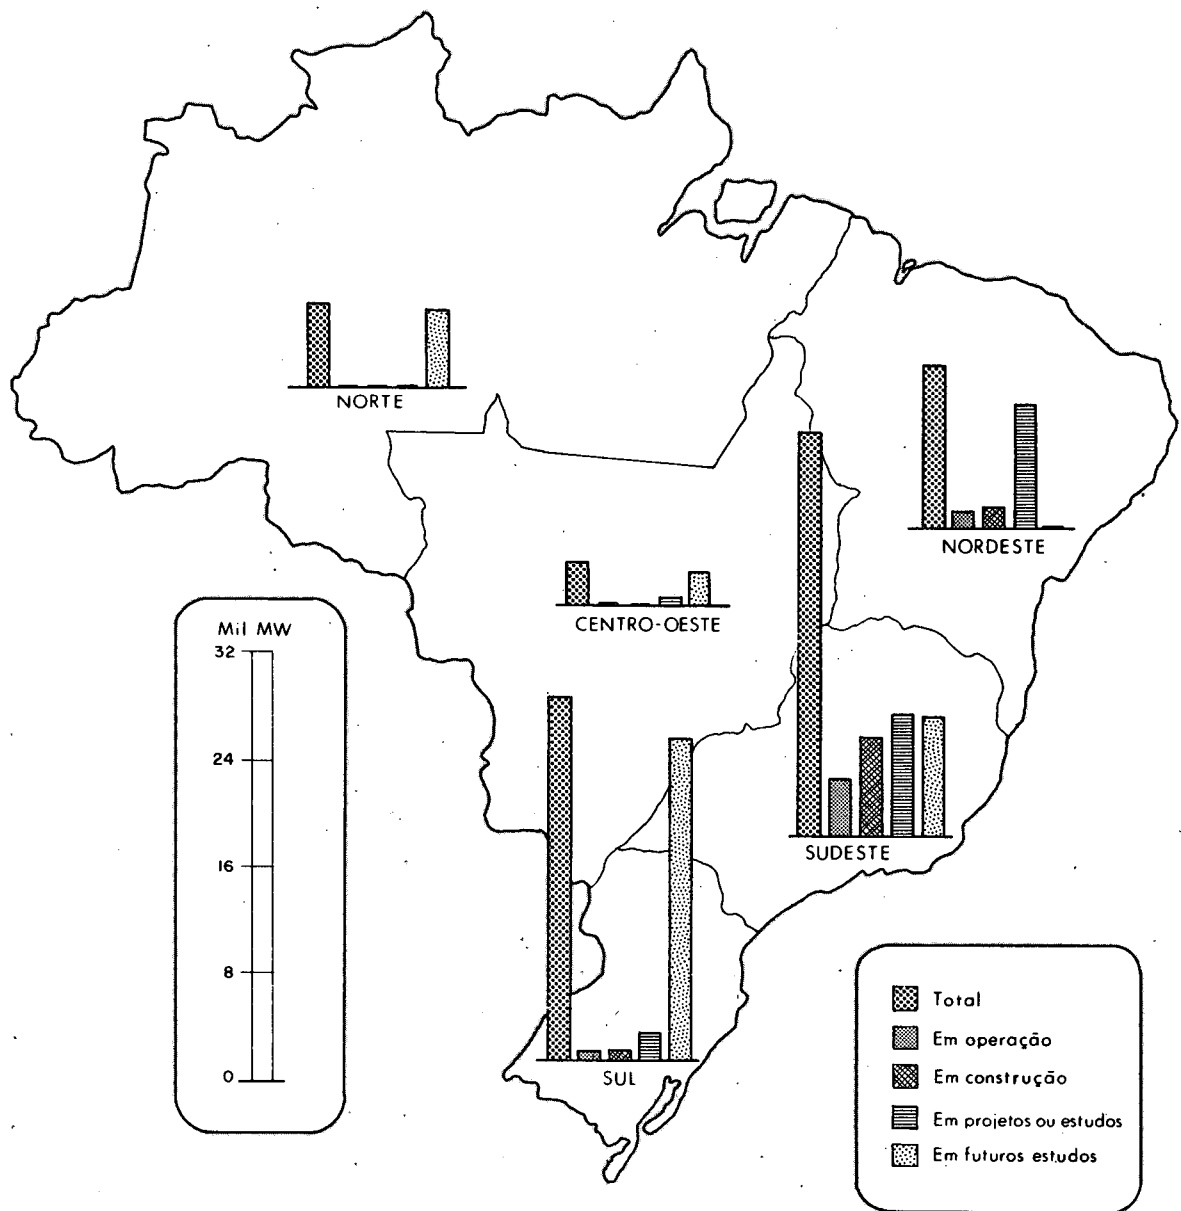 NORTE
NORDESTE
CENTRO-OESTE
SUDESTE
SUL
Mil MW
32
24
16
8
0
Total
Em operação
Em construção
Em projetos ou estudos
Em futuros estudos